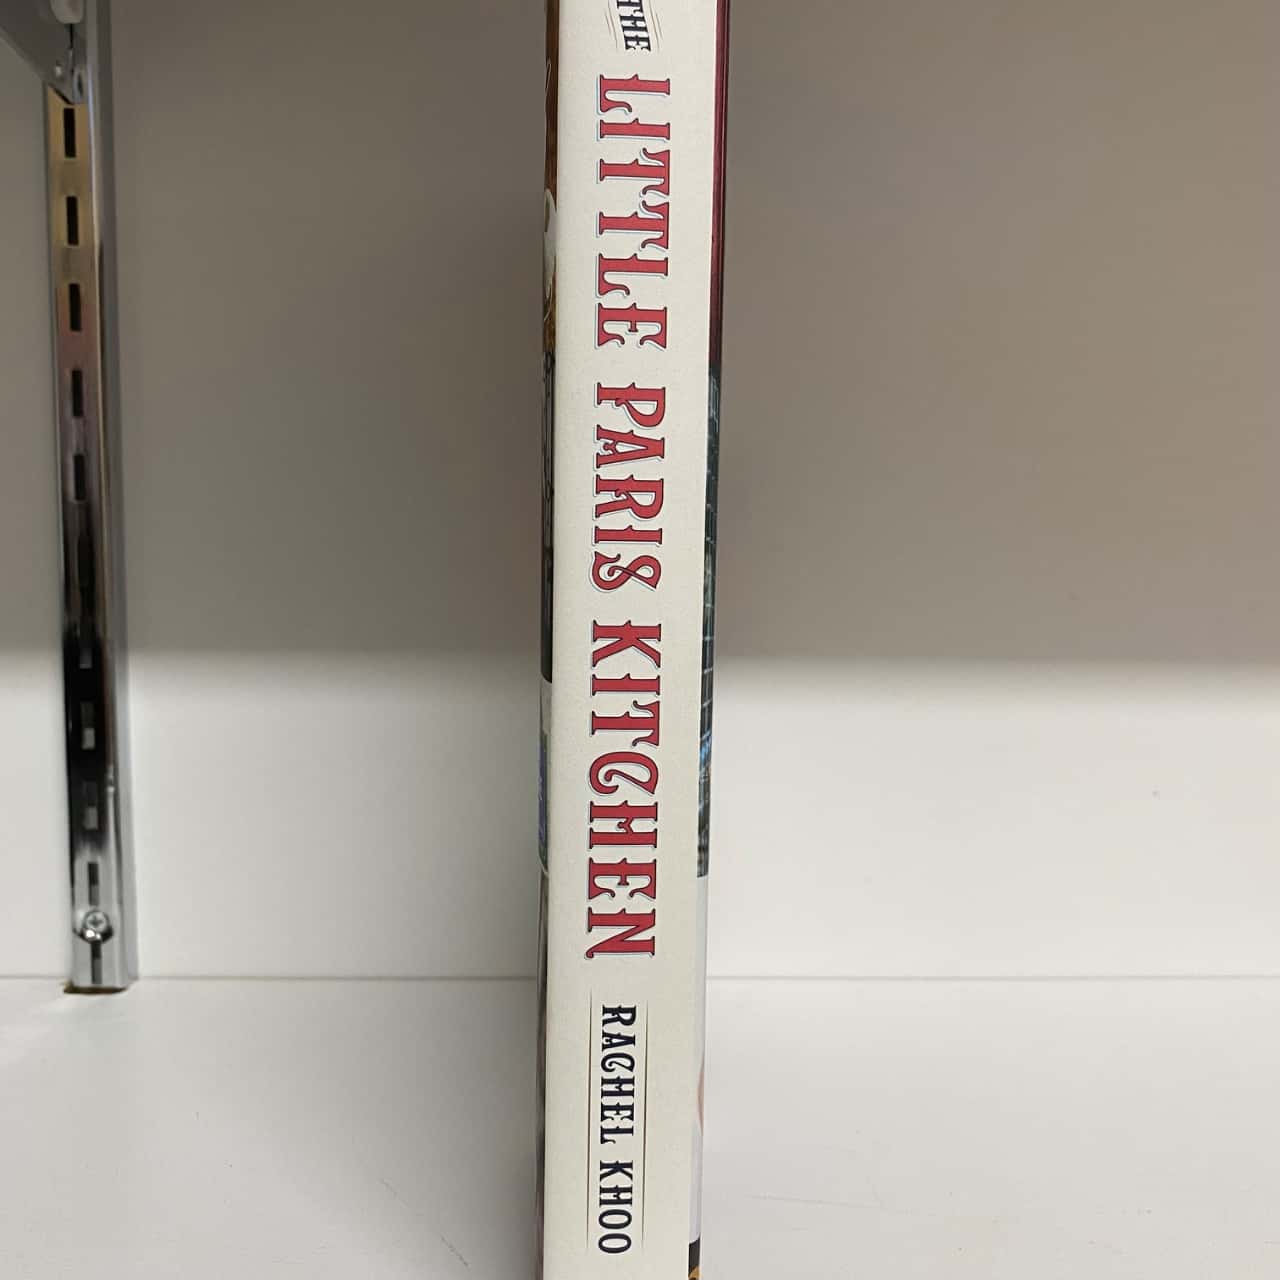 THE
LITTLE PARIS KITCHEN
RACHEL KHOO